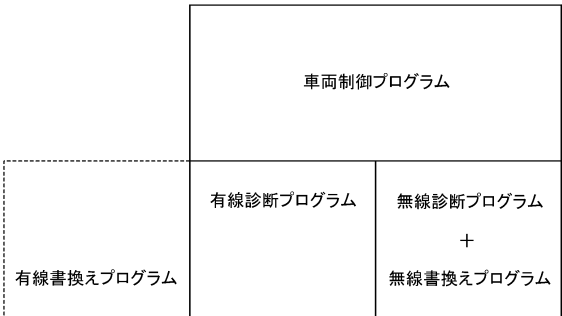 車両制御プログラム
有線診断プログラム
無線診断プログラム
＋
有線書換えプログラム
無線書換えプログラム